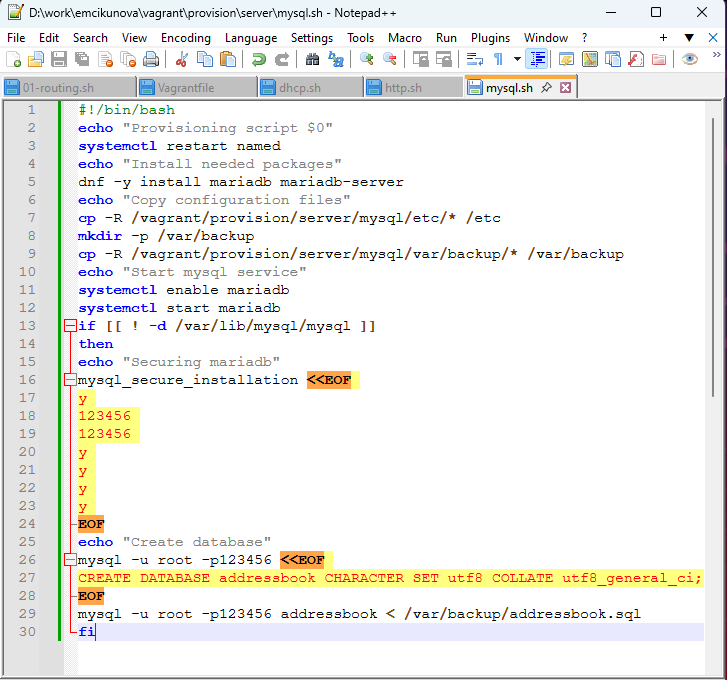 D:\work\emcikunova\vagrant\provision\server\mysql.sh - Notepad++
File Edit Search View Encoding Language Settings Tools Macro Run Plugins Window ?
01-routing.sh Vagrantfile dhcp.sh http.sh mysql.sh
1 #!/bin/bash
2 echo "Provisioning script $0"
3 systemctl restart named
4 echo "Install needed packages"
5 dnf -y install mariadb mariadb-server
6 echo "Copy configuration files"
7 cp -R /vagrant/provision/server/mysql/etc/* /etc
8 mkdir -p /var/backup
9 cp -R /vagrant/provision/server/mysql/var/backup/* /var/backup
10 echo "Start mysql service"
11 systemctl enable mariadb
12 systemctl start mariadb
13 if [[ ! -d /var/lib/mysql/mysql ]]
14 then
15 echo "Securing mariadb"
16 mysql_secure_installation <<EOF
17 y
18 123456
19 123456
20 y
21 y
22 y
23 y
24 EOF
25 echo "Create database"
26 mysql -u root -p123456 <<EOF
27 CREATE DATABASE addressbook CHARACTER SET utf8 COLLATE utf8_general_ci;
28 EOF
29 mysql -u root -p123456 addressbook < /var/backup/addressbook.sql
30 fi